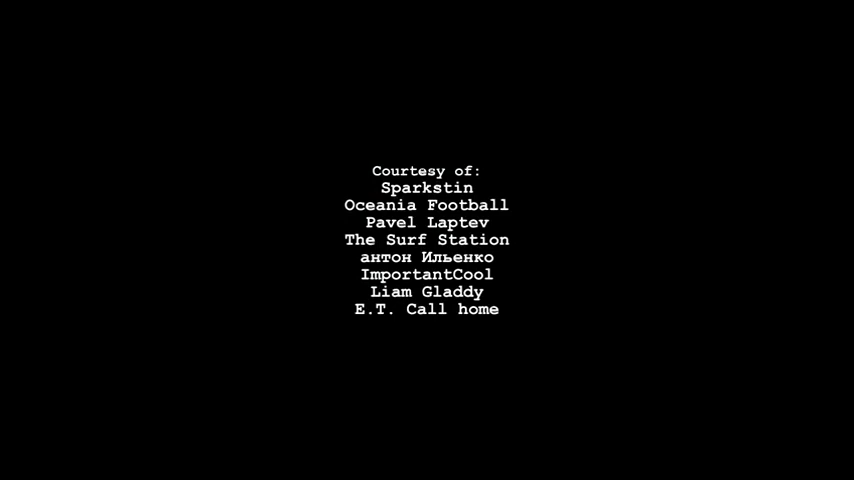 Courtesy of:
Sparkstin
Oceania Football
Pavel Laptev
The Surf Station
антон Ильенко
ImportantCool
Liam Gladdy
E.T. Call home